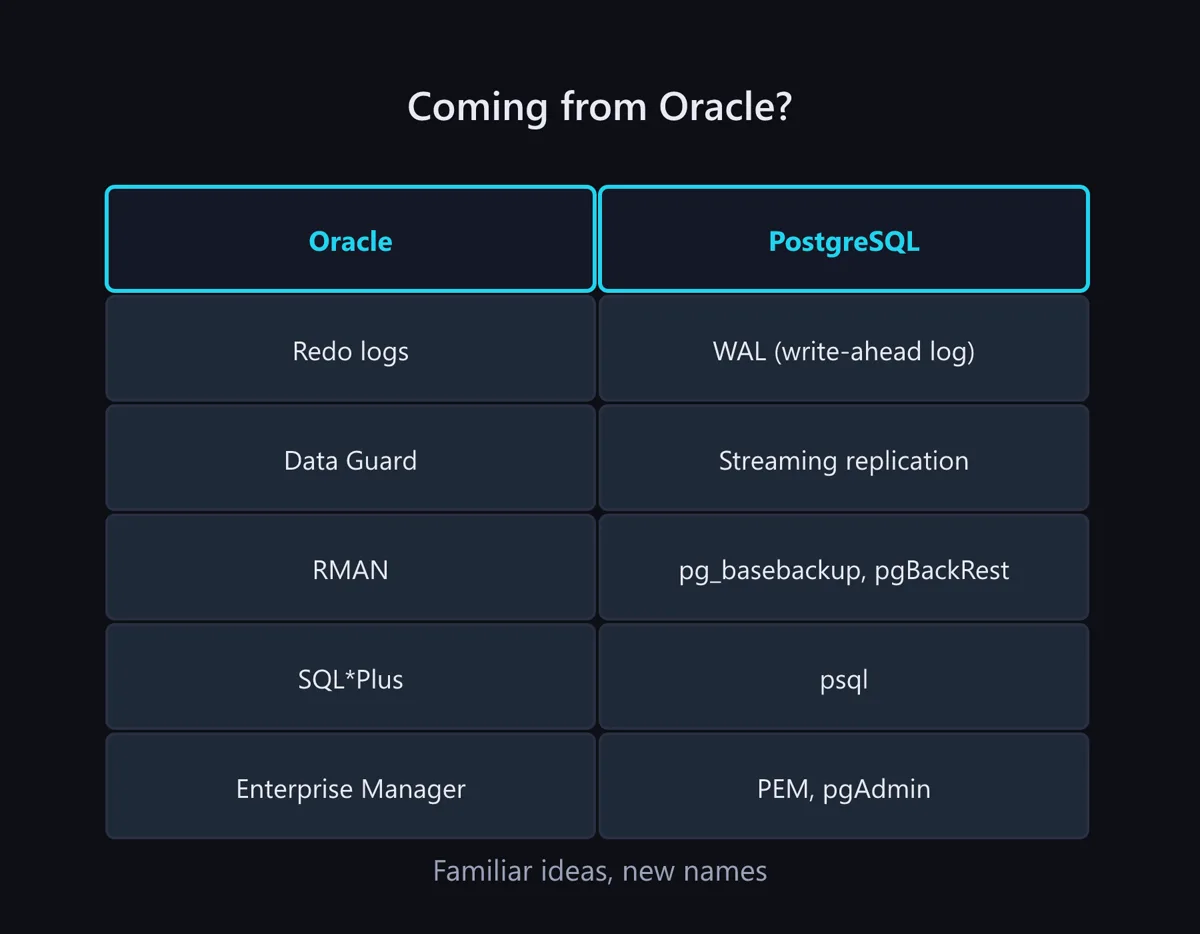 Coming from Oracle?
Oracle
PostgreSQL
Redo logs
WAL (write-ahead log)
Data Guard
Streaming replication
RMAN
pg_basebackup, pgBackRest
SQL*Plus
psql
Enterprise Manager
PEM, pgAdmin
Familiar ideas, new names